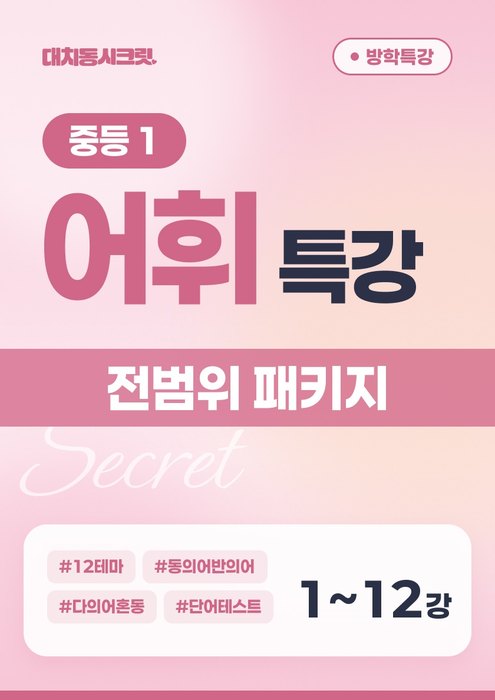 대치동시크릿.
방학특강
중등 1
어휘 특강
전범위 패키지
Secret
#12테마 #동의어반의어
#다의어혼동 #단어테스트
1~12강